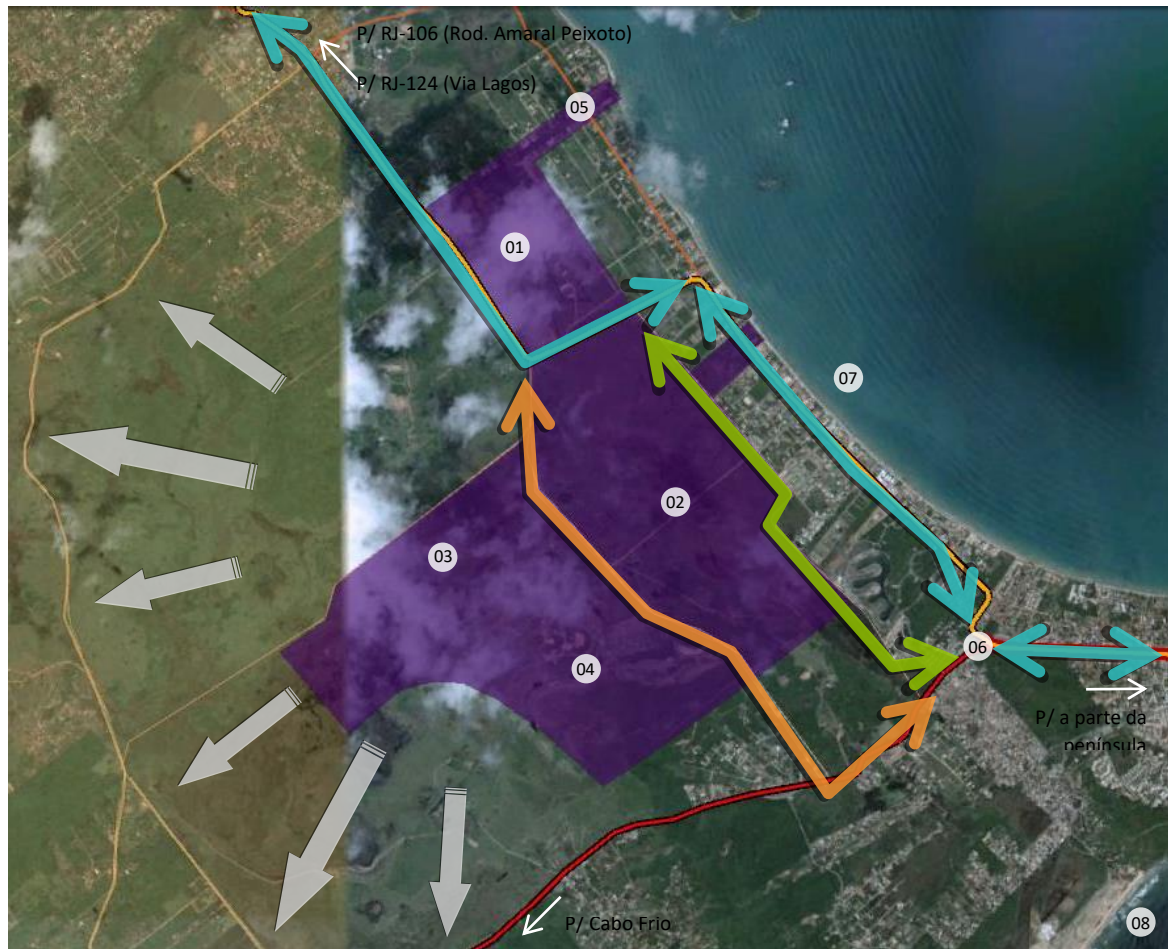 P/ RJ-106 (Rod. Amaral Peixoto)
P/ RJ-124 (Via Lagos)
05
01
07
02
03
06
04
P/ a parte da
península
P/ Cabo Frio
08